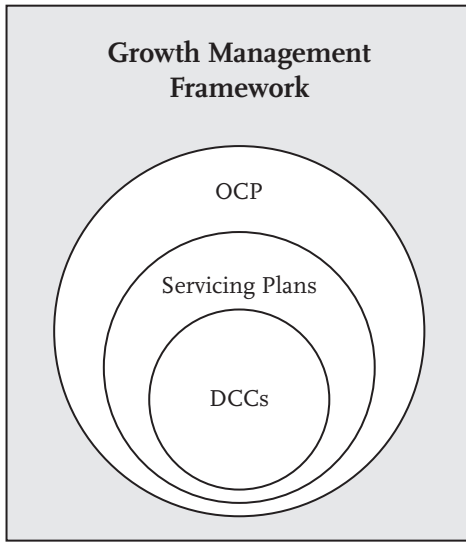 Growth Management
Framework
OCP
Servicing Plans
DCCs